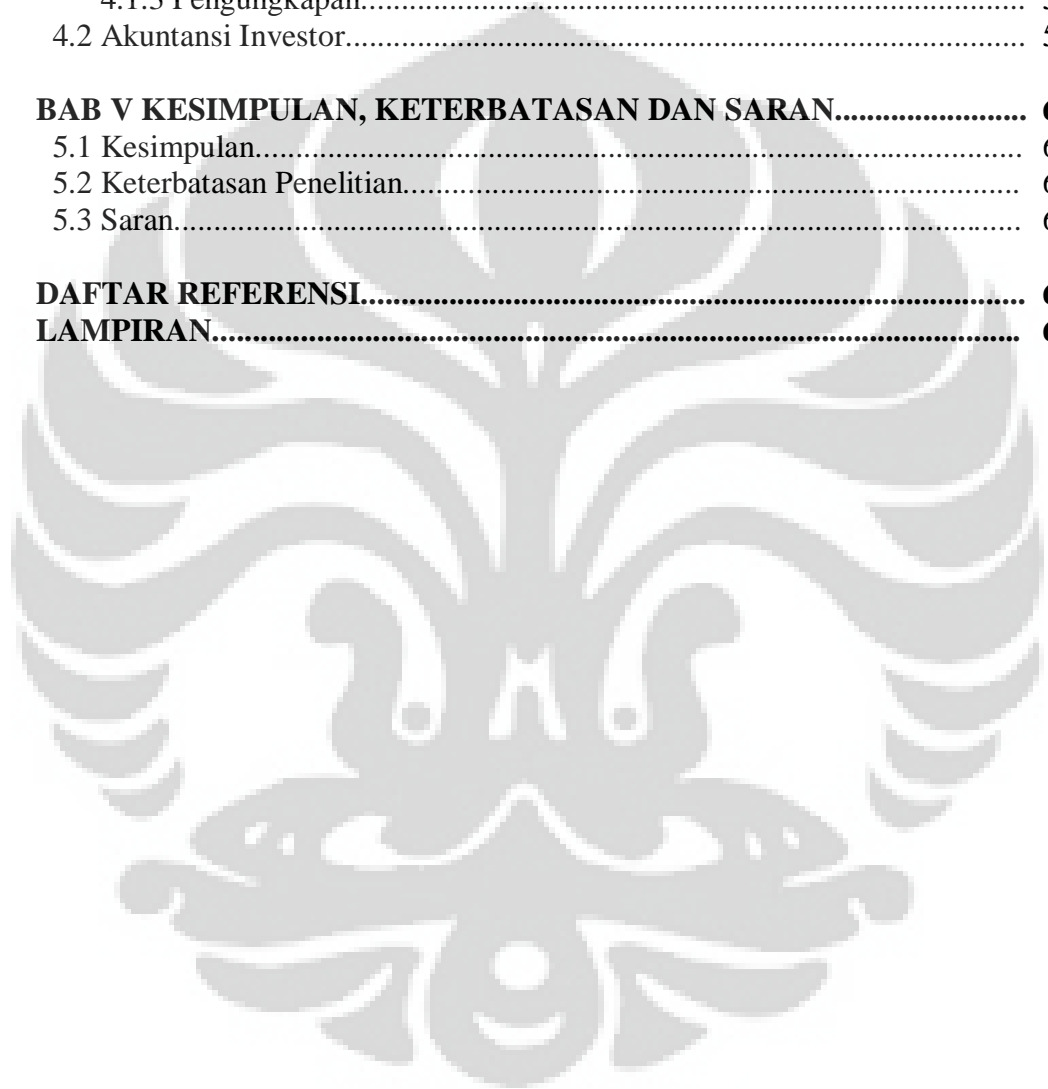 4.1.3 Pengungkapan.............................................................................
4.2 Akuntansi Investor.................................................................................
BAB V KESIMPULAN, KETERBATASAN DAN SARAN.......................
5.1 Kesimpulan............................................................................................
5.2 Keterbatasan Penelitian.........................................................................
5.3 Saran......................................................................................................
DAFTAR REFERENSI...............................................................................
LAMPIRAN.................................................................................................